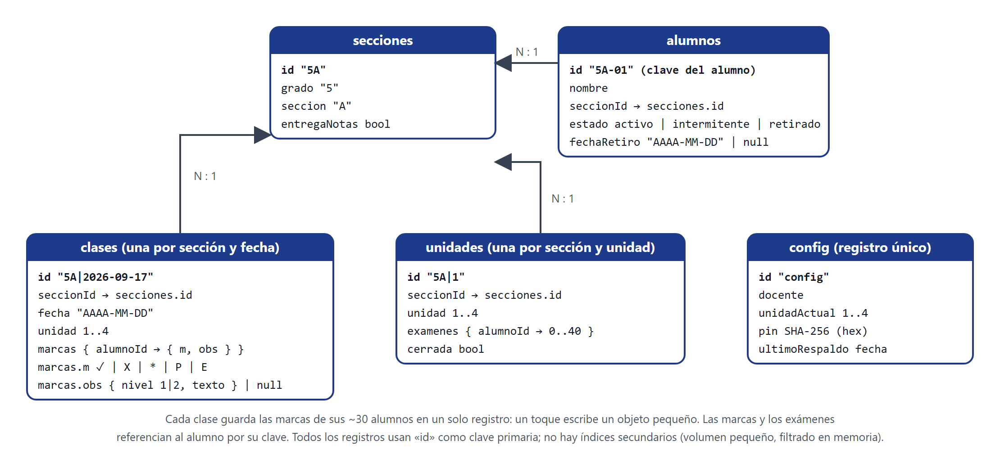 secciones
id "5A"
grado "5"
seccion "A"
entregaNotas bool
N : 1
alumnos
id "5A-01" (clave del alumno)
nombre
seccionId → secciones.id
estado activo | intermitente | retirado
fechaRetiro "AAAA-MM-DD" | null
N : 1
N : 1
clases (una por sección y fecha)
id "5A|2026-09-17"
seccionId → secciones.id
fecha "AAAA-MM-DD"
unidad 1..4
marcas { alumnoId → { m, obs } }
marcas.m ✓ | X | * | P | E
marcas.obs { nivel 1|2, texto } | null
unidades (una por sección y unidad)
id "5A|1"
seccionId → secciones.id
unidad 1..4
examenes { alumnoId → 0..40 }
cerrada bool
config (registro único)
id "config"
docente
unidadActual 1..4
pin SHA-256 (hex)
ultimoRespaldo fecha
Cada clase guarda las marcas de sus ~30 alumnos en un solo registro: un toque escribe un objeto pequeño. Las marcas y los exámenes
referencian al alumno por su clave. Todos los registros usan «id» como clave primaria; no hay índices secundarios (volumen pequeño, filtrado en memoria).